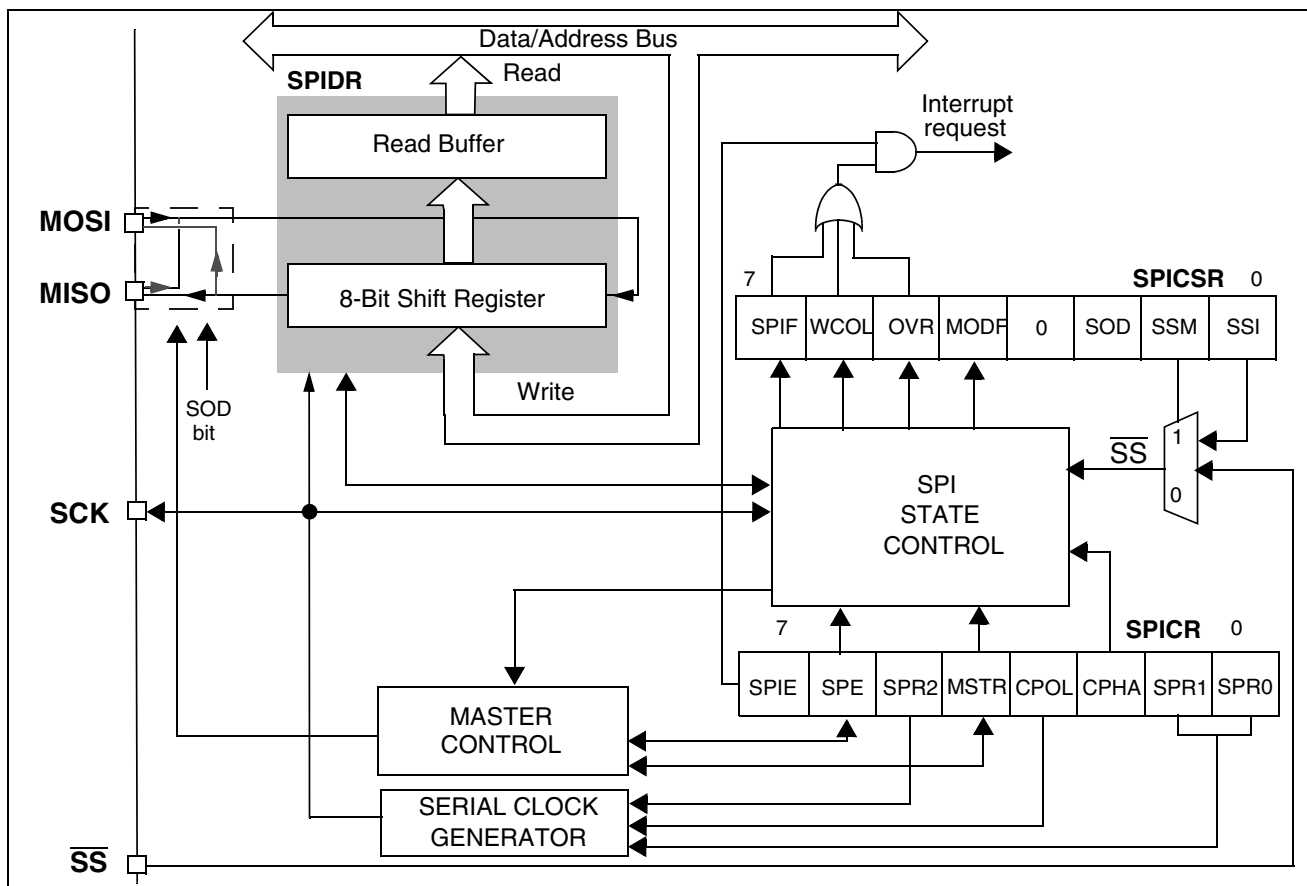 Data/Address Bus
SPIDR
Read
Read Buffer
Interrupt
request
MOSI
MISO
8-Bit Shift Register
7
SPICSR
0
SPIF
WCOL
OVR
MODF
0
SOD
SSM
SSI
Write
SOD
bit
1
SS
0
SCK
SPI
STATE
CONTROL
7
SPICR
0
SPIE
SPE
SPR2
MSTR
CPOL
CPHA
SPR1
SPR0
MASTER
CONTROL
SERIAL CLOCK
GENERATOR
SS